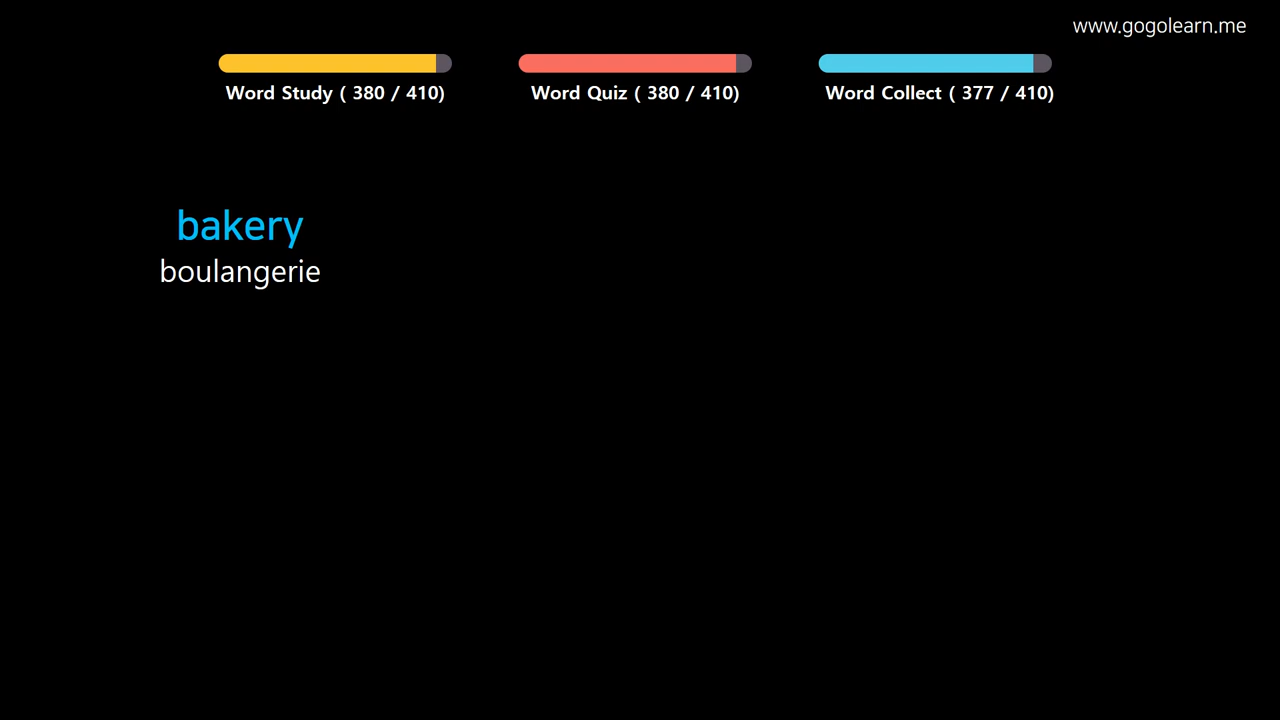 www.gogolearn.me
Word Study ( 380 / 410)
Word Quiz ( 380 / 410)
Word Collect ( 377 / 410)
bakery
boulangerie